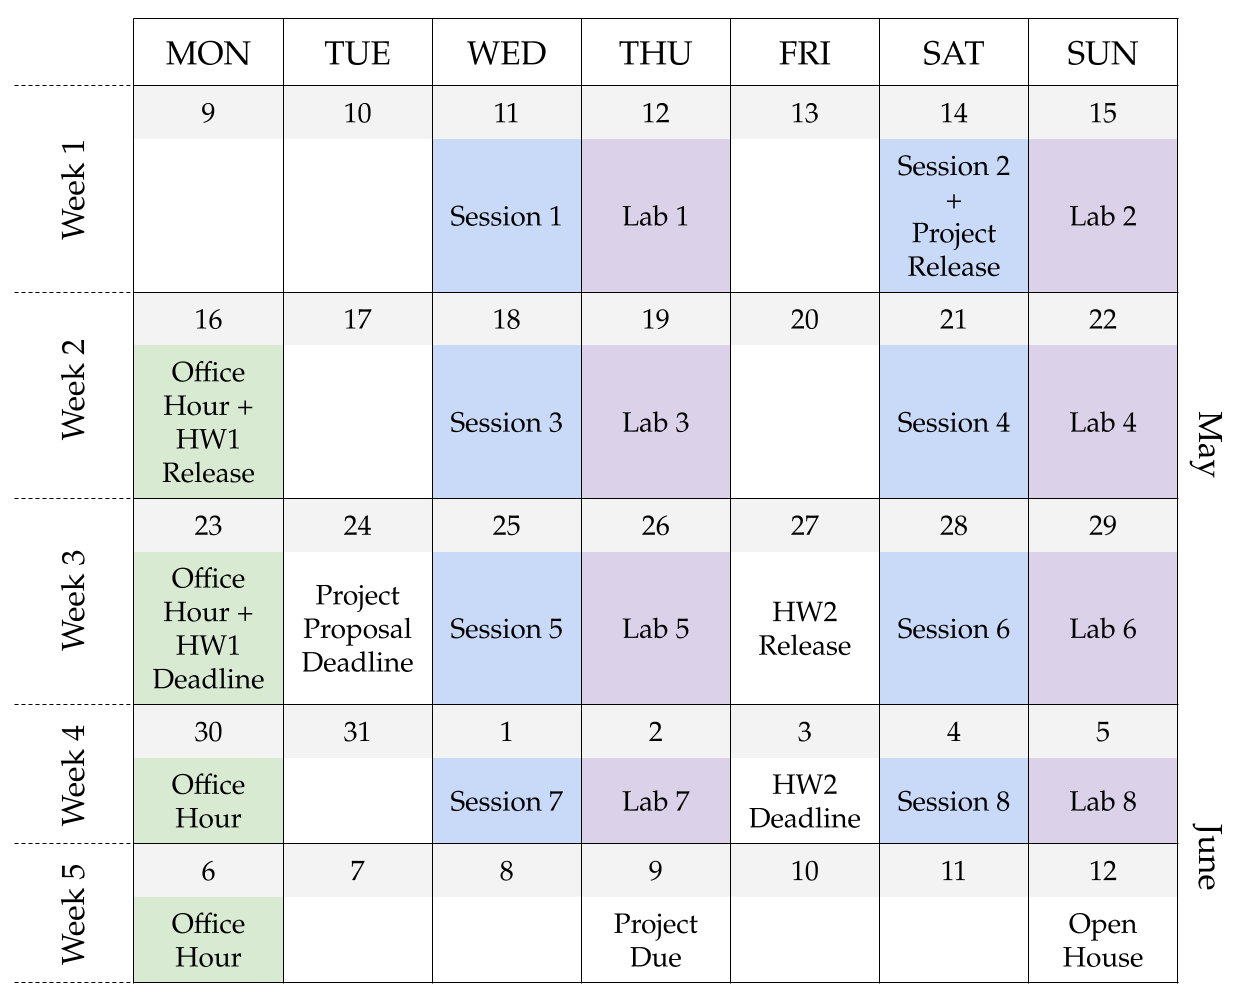 MON TUE WED THU FRI SAT SUN
Week 1
9 10 11 12 13 14 15
Session 1
Lab 1
Session 2
+
Project
Release
Lab 2
Week 2
16 17 18 19 20 21 22
Office
Hour +
HW1
Release
Session 3
Lab 3
Session 4
Lab 4
May
Week 3
23 24 25 26 27 28 29
Office
Hour +
HW1
Deadline
Project
Proposal
Deadline
Session 5
Lab 5
HW2
Release
Session 6
Lab 6
Week 4
30 31 1 2 3 4 5
Office
Hour
Session 7
Lab 7
HW2
Deadline
Session 8
Lab 8
June
Week 5
6 7 8 9 10 11 12
Office
Hour
Project
Due
Open
House